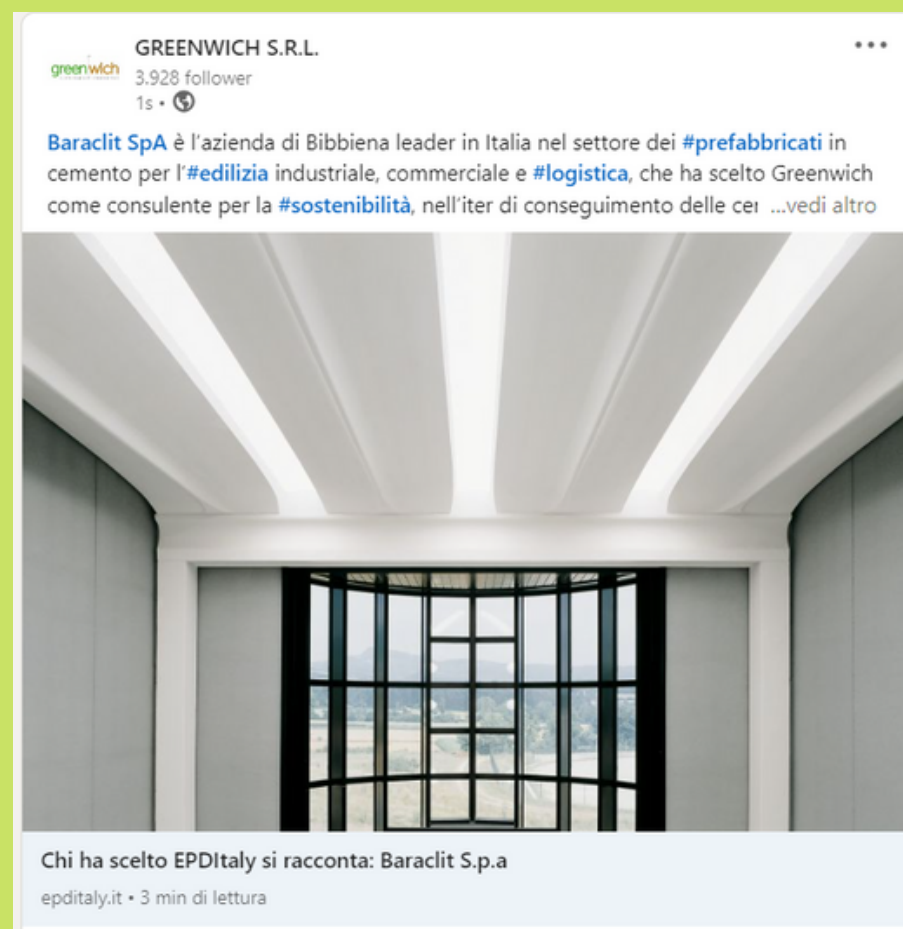 GREENWICH S.R.L.
greenwich
3.928 follower
1s •
Baraclit SpA è l'azienda di Bibbiena leader in Italia nel settore dei #prefabbricati in
cemento per l'#edilizia industriale, commerciale e #logistica, che ha scelto Greenwich
come consulente per la #sostenibilità, nell'iter di conseguimento delle cer ...vedi altro
Chi ha scelto EPDItaly si racconta: Baraclit S.p.a
epditaly.it • 3 min di lettura